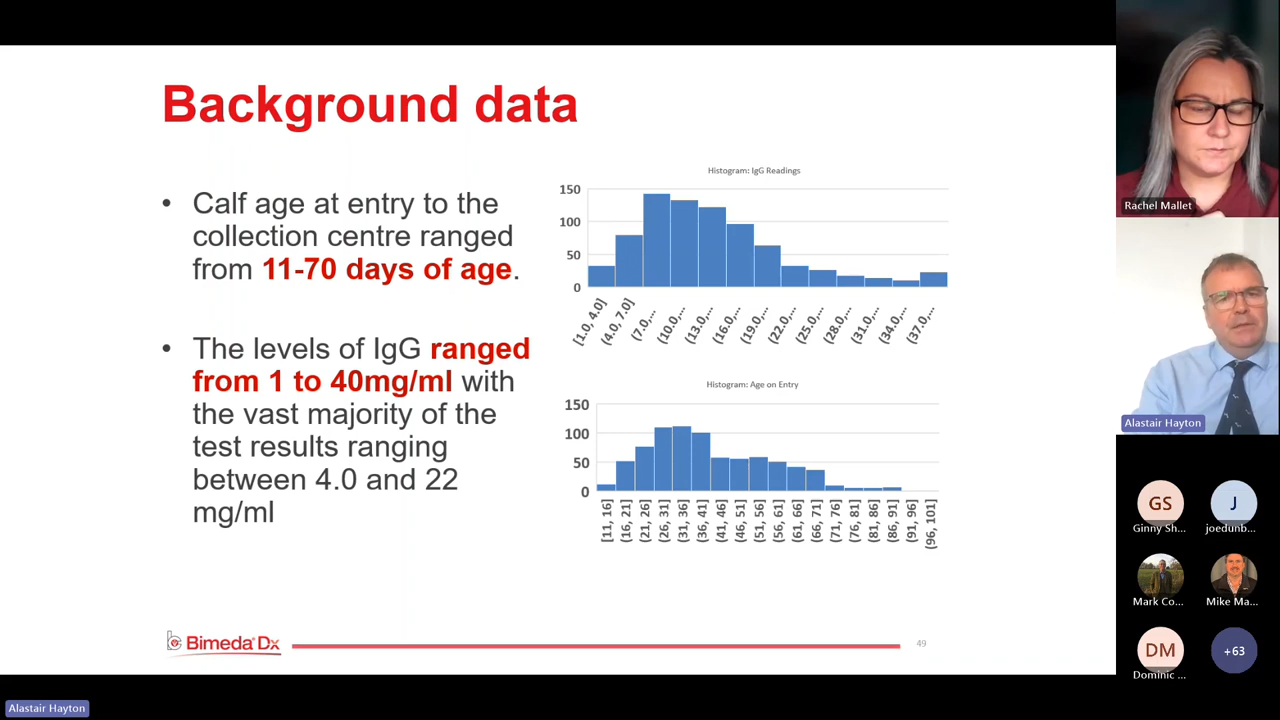 Background data
• Calf age at entry to the
collection centre ranged
from 11-70 days of age.
• The levels of IgG ranged
from 1 to 40mg/ml with
the vast majority of the
test results ranging
between 4.0 and 22
mg/ml
Histogram: IgG Readings
150
100
50
0
[1.0, 4.0]
(4.0, 7.0]
(7.0,...
(10.0,...
(13.0,...
(16.0,...
(19.0,...
(22.0,...
(25.0,...
(28.0,...
(31.0,...
(34.0,...
(37.0,...
Histogram: Age on Entry
150
100
50
0
[11, 16]
(16, 21]
(21, 26]
(26, 31]
(31, 36]
(36, 41]
(41, 46]
(46, 51]
(51, 56]
(56, 61]
(61, 66]
(66, 71]
(71, 76]
(76, 81]
(81, 86]
(86, 91]
(91, 96]
(96, 101]
Bimeda Dx
49
Rachel Mallet
Alastair Hayton
GS
Ginny Sh...
J
joedunb...
Mark Co...
Mike Ma...
DM
Dominic ...
+63
Alastair Hayton